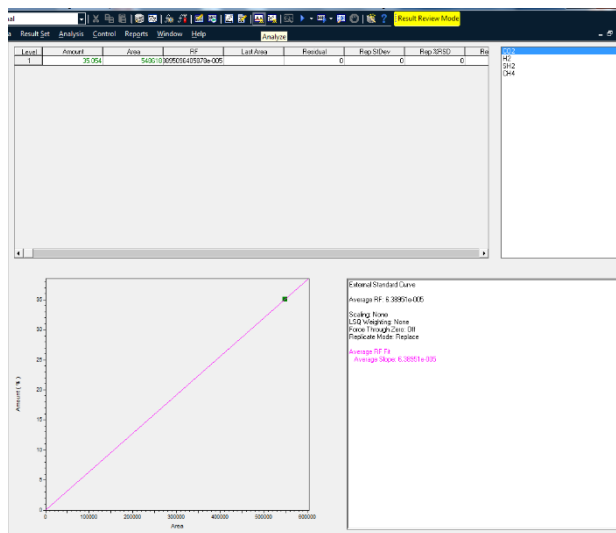 al
Result Review Mode
a Result Set Analysis Control Reports Window Help
Analyze
Level Amount Area RF Last Area Residual Rep StDev Rep %RSD Re
1 35.054 548618 3895096405878e-005 0 0 0
CO2
H2
SH2
CH4
External Standard Curve
Average RF: 6.38951e-005
Scaling: None
LSQ Weighting: None
Force Through Zero: Off
Replicate Mode: Replace
Average RF Fit
Average Slope: 6.38951e-005
Amount (%)
35
30
25
20
15
10
5
0
0 100000 200000 300000 400000 500000 600000
Area